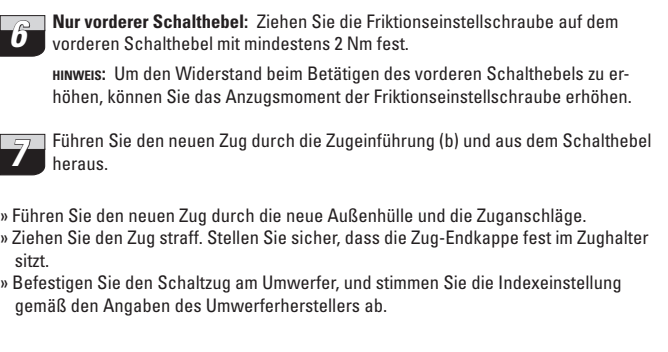 6 Nur vorderer Schalthebel: Ziehen Sie die Friktionseinstellschraube auf dem
vorderen Schalthebel mit mindestens 2 Nm fest.
HINWEIS: Um den Widerstand beim Betätigen des vorderen Schalthebels zu er-
höhen, können Sie das Anzugsmoment der Friktionseinstellschraube erhöhen.
7 Führen Sie den neuen Zug durch die Zugeinführung (b) und aus dem Schalthebel
heraus.
» Führen Sie den neuen Zug durch die neue Außenhülle und die Zuganschläge.
» Ziehen Sie den Zug straff. Stellen Sie sicher, dass die Zug-Endkappe fest im Zughalter
sitzt.
» Befestigen Sie den Schaltzug am Umwerfer, und stimmen Sie die Indexeinstellung
gemäß den Angaben des Umwerferherstellers ab.